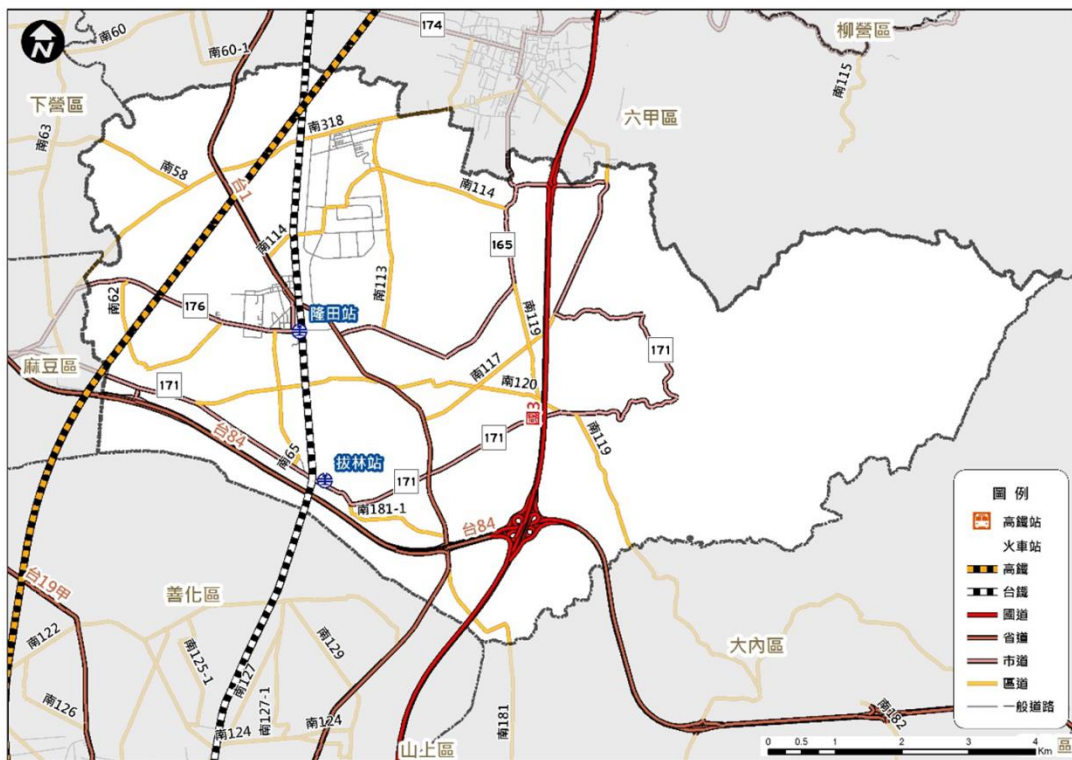 N
南60
南60-1
174
柳營區
南115
下營區
南63
南318
六甲區
南58
台1
南114
南114
165
南62
176
隆田站
南113
南119
麻豆區
171
南117
南120
171
國3
台84
南65
拔林站
171
171
南119
南181-1
台84
圖例
高鐵站
火車站
高鐵
台鐵
國道
省道
市道
區道
一般道路
台19甲
善化區
南122
南125-1
南129
大內區
南127
南126
南127-1
南124
南124
南181
南182
山上區
區
0 0.5 1 2 3 4
Km